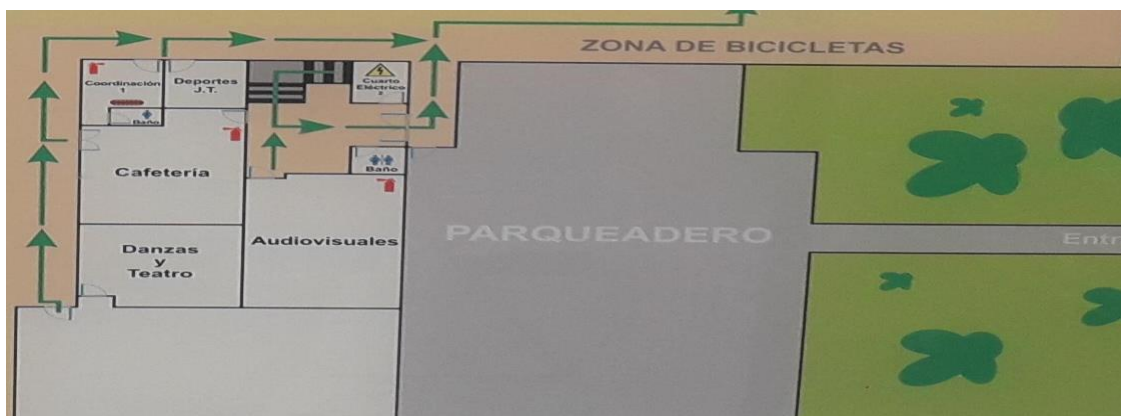 ZONA DE BICICLETAS
Coordinación
1
Deportes
J.T.
Cuarto
Eléctrico
2
Baño
Cafetería
Baño
Audiovisuales
Danzas
y
Teatro
PARQUEADERO
Entr